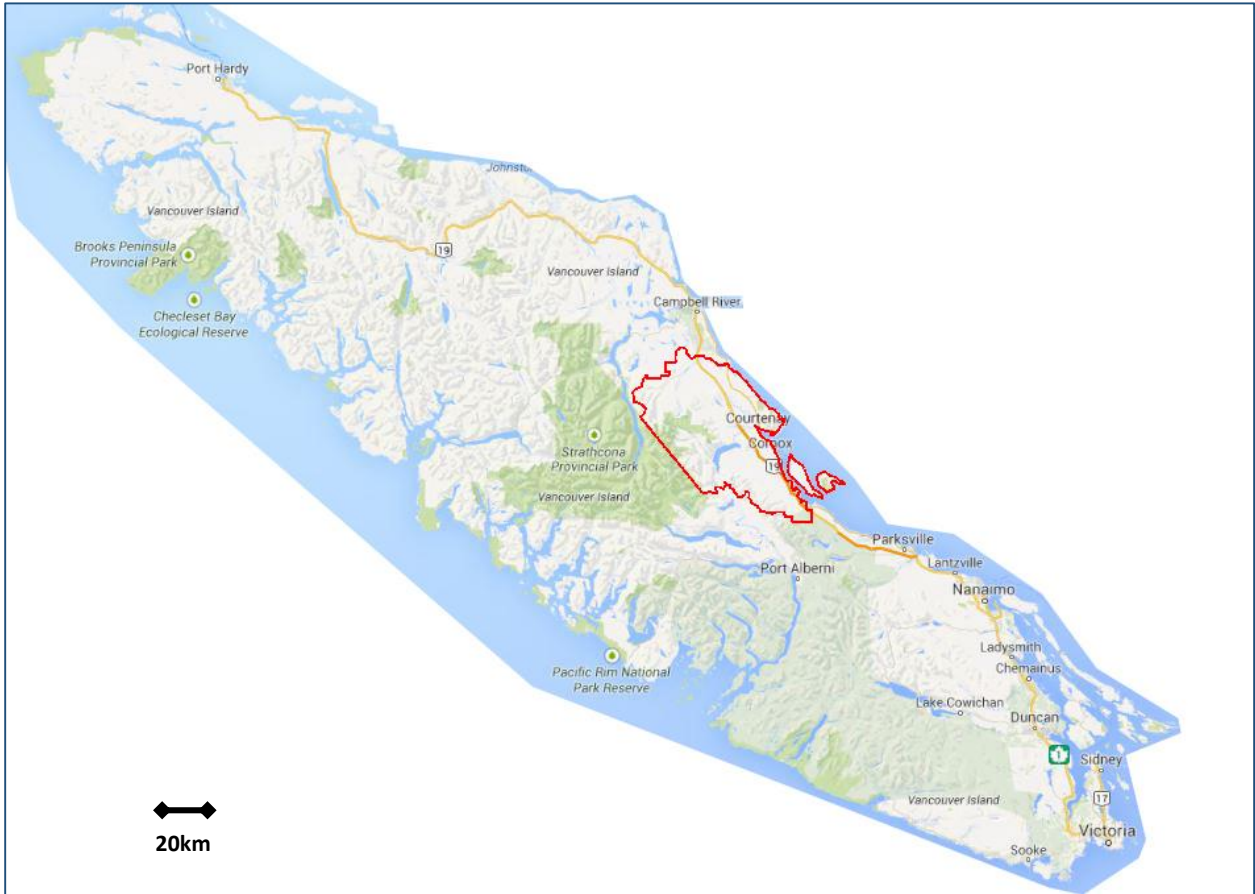 Port Hardy
Johnst
Vancouver Island
19
Brooks Peninsula
Provincial Park
Vancouver Island
Checleset Bay
Ecological Reserve
Campbell River
Courtenay
Comox
19
Strathcona
Provincial Park
Vancouver Island
Parksville
Port Alberni
Lantzville
Nanaimo
Ladysmith
Pacific Rim National
Park Reserve
Chemainus
Lake Cowichan
Duncan
1
Sidney
Vancouver Island
17
20km
Victoria
Sooke